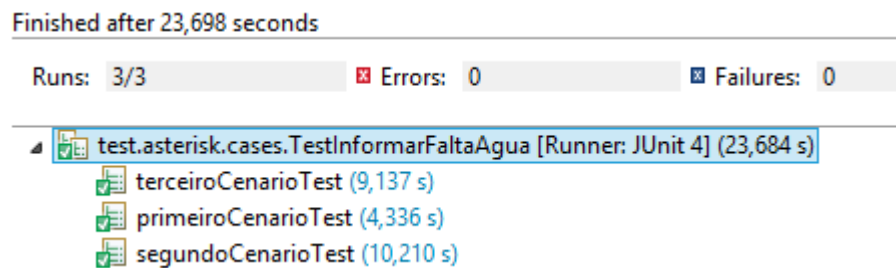 Finished after 23,698 seconds
Runs: 3/3 Errors: 0 Failures: 0
test.asterisk.cases.TestInformarFaltaAgua [Runner: JUnit 4] (23,684 s)
terceiroCenarioTest (9,137 s)
primeiroCenarioTest (4,336 s)
segundoCenarioTest (10,210 s)